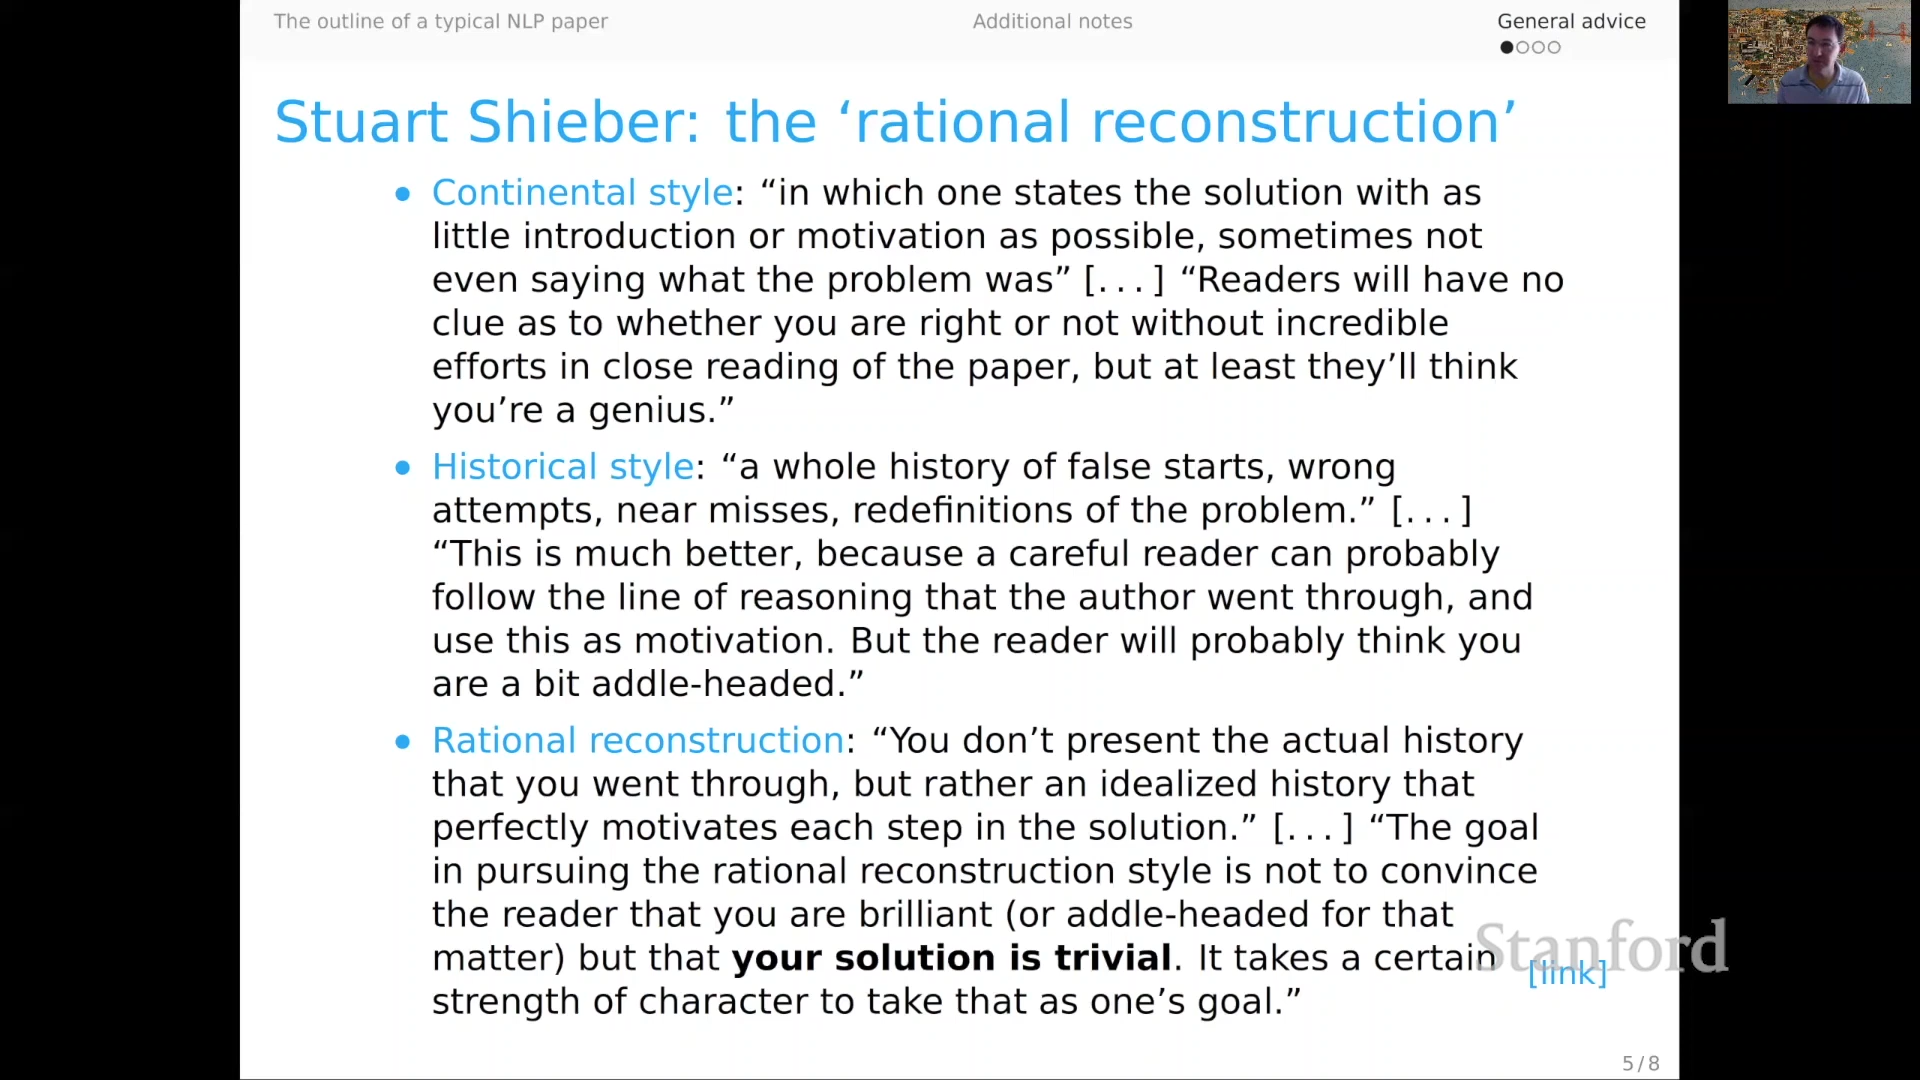 The outline of a typical NLP paper
Additional notes
General advice
Stuart Shieber: the ‘rational reconstruction’
• Continental style: “in which one states the solution with as
little introduction or motivation as possible, sometimes not
even saying what the problem was” [. . . ] “Readers will have no
clue as to whether you are right or not without incredible
efforts in close reading of the paper, but at least they’ll think
you’re a genius.”
• Historical style: “a whole history of false starts, wrong
attempts, near misses, redefinitions of the problem.” [. . . ]
“This is much better, because a careful reader can probably
follow the line of reasoning that the author went through, and
use this as motivation. But the reader will probably think you
are a bit addle-headed.”
• Rational reconstruction: “You don’t present the actual history
that you went through, but rather an idealized history that
perfectly motivates each step in the solution.” [. . . ] “The goal
in pursuing the rational reconstruction style is not to convince
the reader that you are brilliant (or addle-headed for that
matter) but that your solution is trivial. It takes a certain
strength of character to take that as one’s goal.”
Stanford
[link]
5 / 8